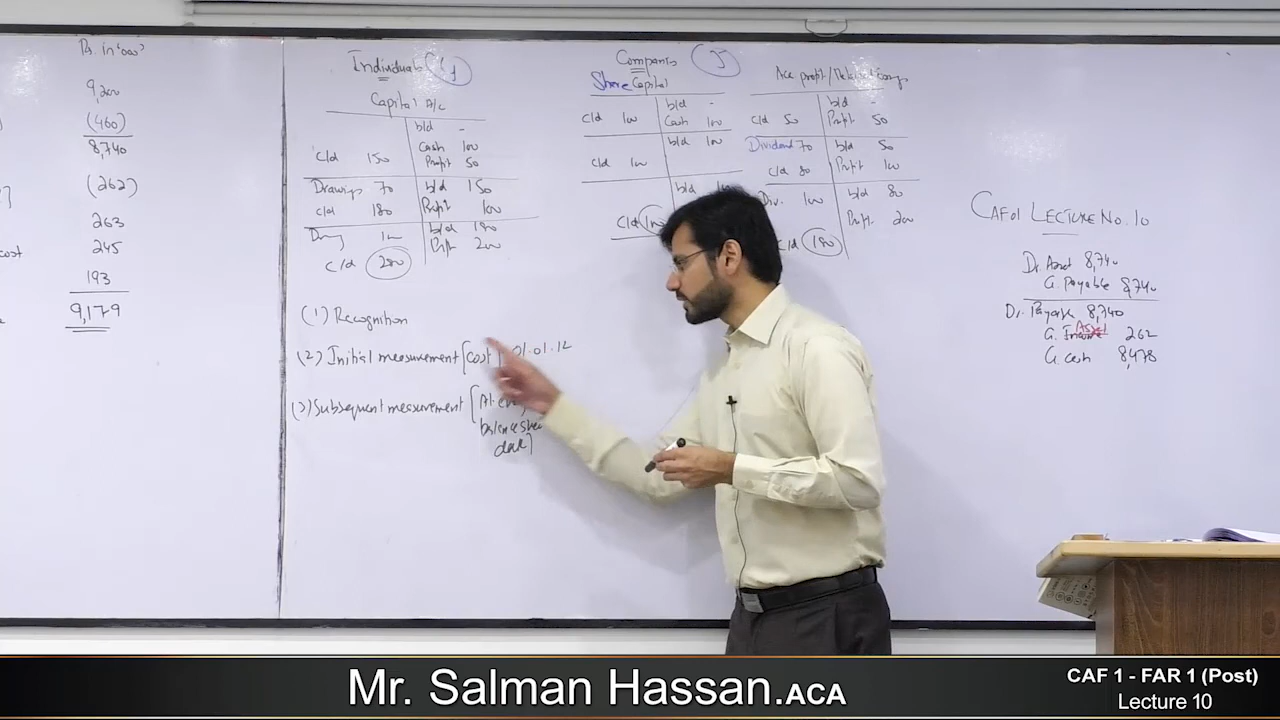 Rs. in '000'
9,200
(460)
8,740
(262)
263
cost 245
193
9,179
Individuals
Capital A/c
b/d -
Cash 100
c/d 150 Profit 50
Drawings 70 b/d 150
c/d 180 Profit 100
b/d 180
Profit 200
c/d 280
Companies
Share Capital
b/d -
c/d 100 Cash 100
b/d 100
c/d 100
b/d
c/d
Acc profit/Retained
b/d -
c/d 50 Profit 50
Dividend 70 b/d 50
c/d 80 Profit 100
Div. 100 b/d 80
Profit 200
c/d 180
(1) Recognition
(2) Initial measurement [cost] 01.01.12
(3) Subsequent measurement [At
balance
date]
CAF01 LECTURE No. 10
Dr. Asset 8,740
Cr. Payable 8,740
Dr. Payable 8,740
Asset
Cr. Income 262
Cr. Cash 8,478
Mr. Salman Hassan.ACA
CAF 1 - FAR 1 (Post)
Lecture 10